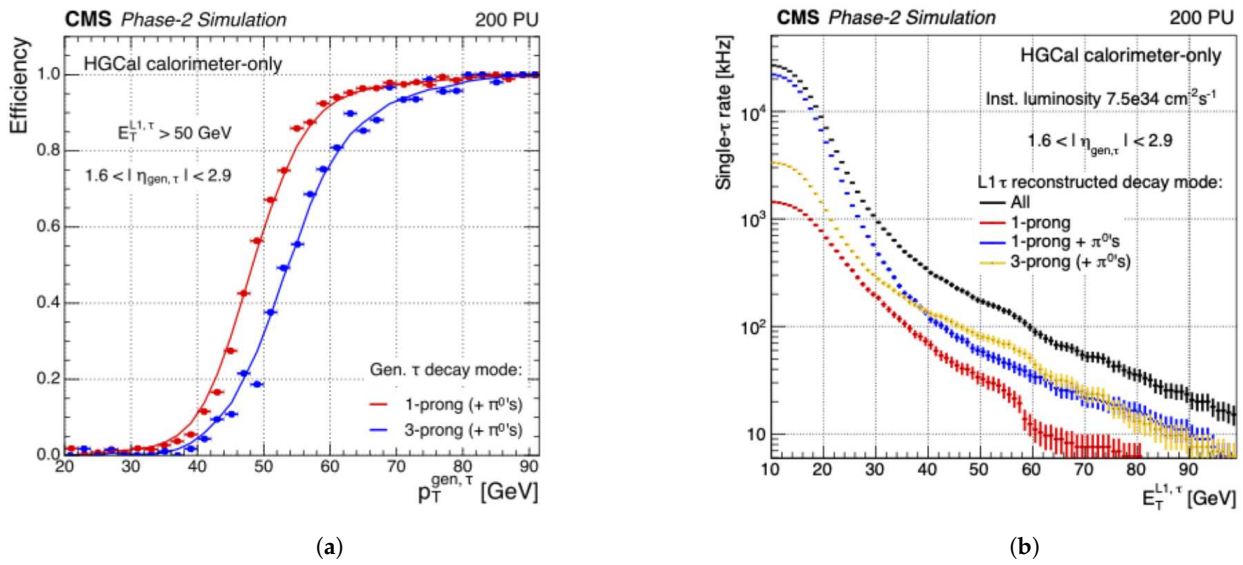 CMS Phase-2 Simulation 200 PU
HGCal calorimeter-only
E_T^{L1, τ} > 50 GeV
1.6 < | η_{gen, τ} | < 2.9
Gen. τ decay mode:
1-prong (+ π⁰'s)
3-prong (+ π⁰'s)
Efficiency
1.0
0.8
0.6
0.4
0.2
0.0
20 30 40 50 60 70 80 90
p_T^{gen, τ} [GeV]
(a)
CMS Phase-2 Simulation 200 PU
HGCal calorimeter-only
Inst. luminosity 7.5e34 cm⁻²s⁻¹
1.6 < | η_{gen, τ} | < 2.9
L1 τ reconstructed decay mode:
All
1-prong
1-prong + π⁰'s
3-prong (+ π⁰'s)
Single-τ rate [kHz]
10⁴
10³
10²
10
10 20 30 40 50 60 70 80 90
E_T^{L1, τ} [GeV]
(b)